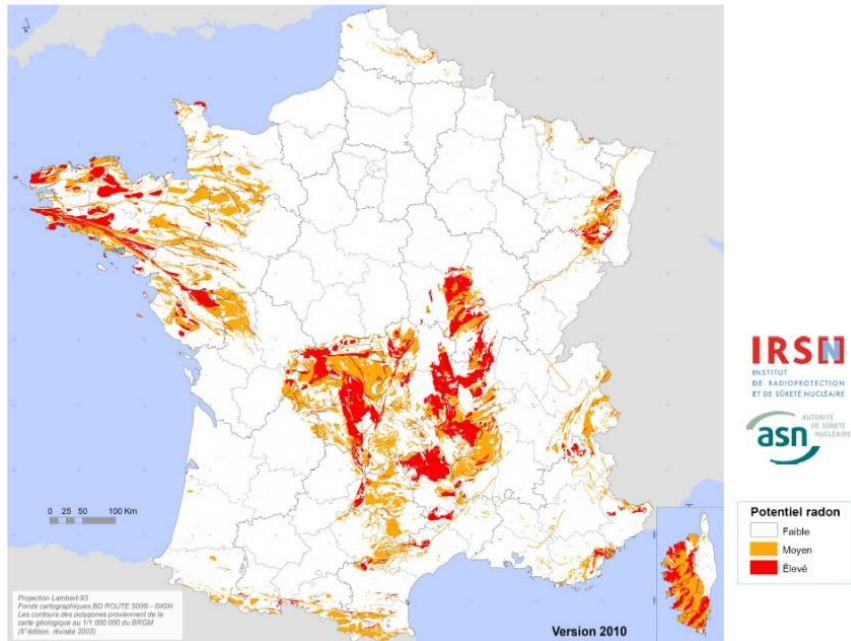 IRSN
INSTITUT
DE RADIOPROTECTION
ET DE SÛRETÉ NUCLÉAIRE
asn
AUTORITÉ
DE SÛRETÉ
NUCLÉAIRE
0 25 50 100 Km
Potentiel radon
Faible
Moyen
Élevé
Projection Lambert-93
Fonds cartographiques BD ROUTE 500® - ©IGN
Les contours des polygones proviennent de la
carte géologique au 1/1 000 000 du BRGM
(6° édition, révisée 2003)
Version 2010